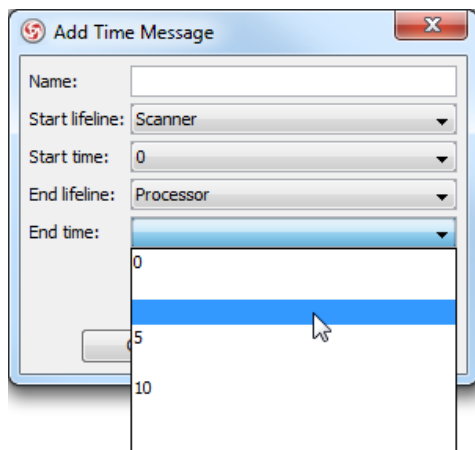 Add Time Message
Name:
Start lifeline: Scanner
Start time: 0
End lifeline: Processor
End time:
0
5
10